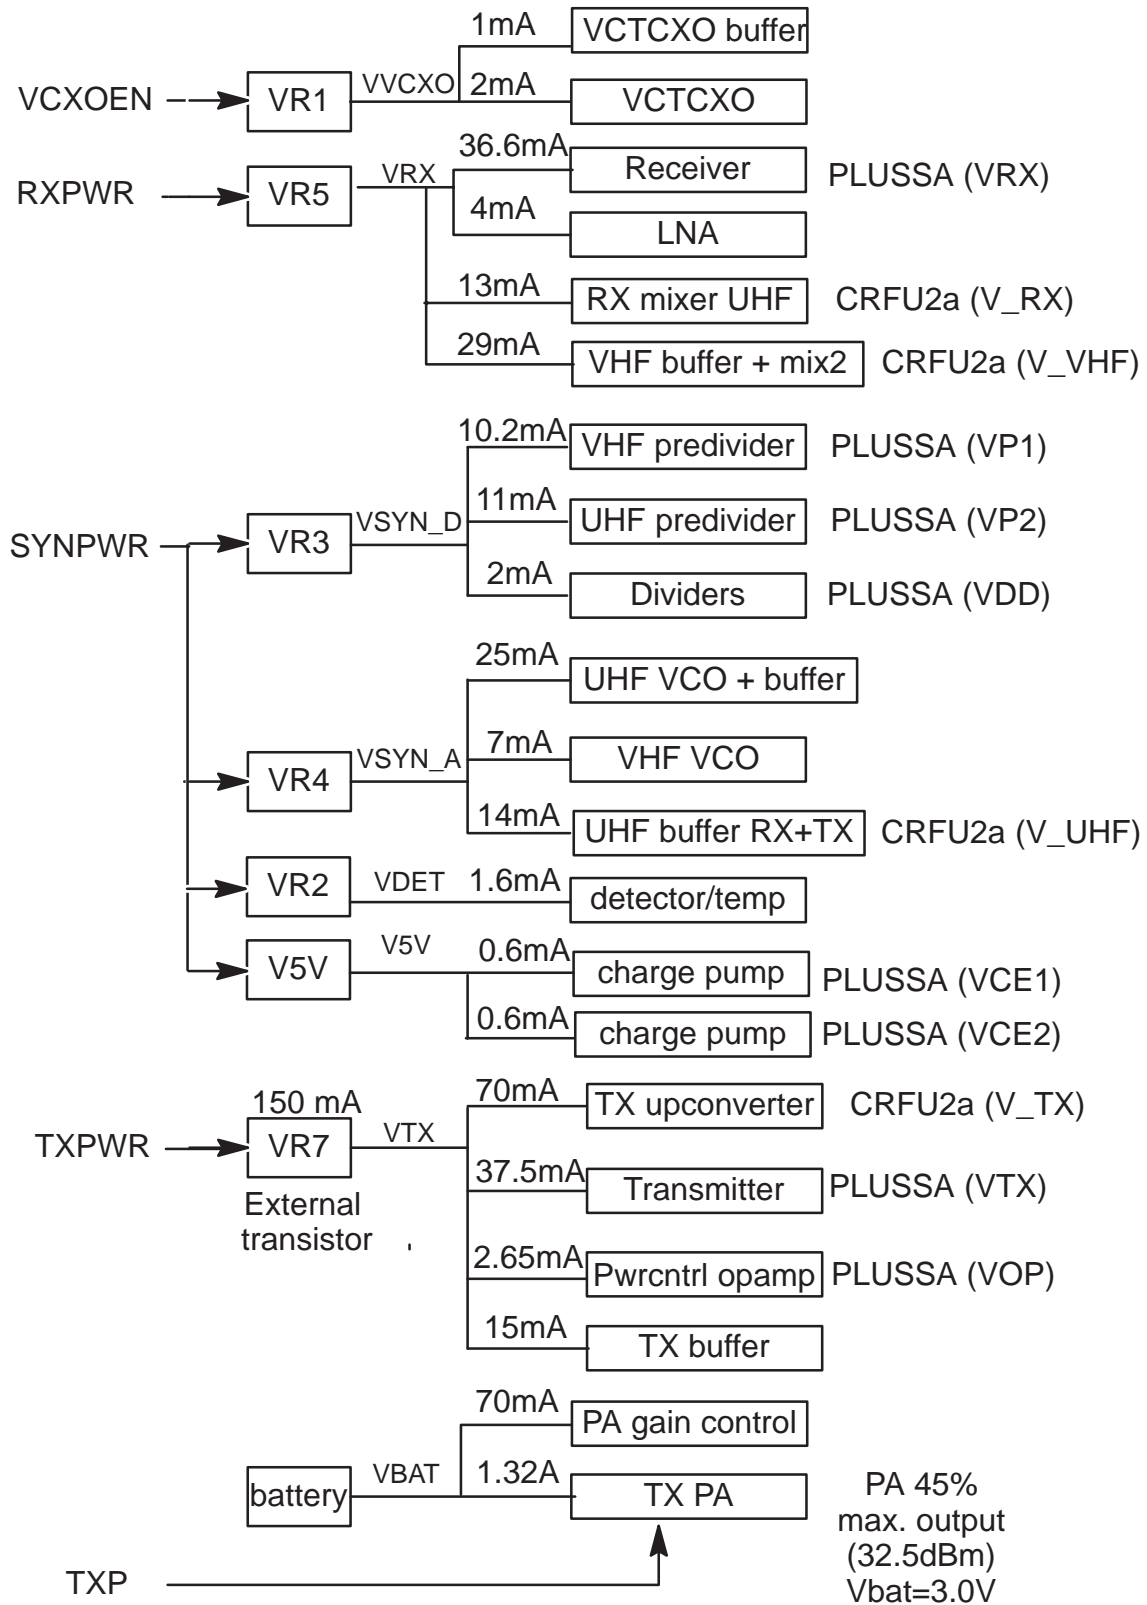 1mA
VCTCXO buffer
VCXOEN
VR1
VVCXO
2mA
VCTCXO
36.6mA
Receiver
PLUSSA (VRX)
RXPWR
VR5
VRX
4mA
LNA
13mA
RX mixer UHF
CRFU2a (V_RX)
29mA
VHF buffer + mix2
CRFU2a (V_VHF)
10.2mA
VHF predivider
PLUSSA (VP1)
SYNPWR
VR3
VSYN_D
11mA
UHF predivider
PLUSSA (VP2)
2mA
Dividers
PLUSSA (VDD)
25mA
UHF VCO + buffer
VR4
VSYN_A
7mA
VHF VCO
14mA
UHF buffer RX+TX
CRFU2a (V_UHF)
VR2
VDET
1.6mA
detector/temp
V5V
V5V
0.6mA
charge pump
PLUSSA (VCE1)
0.6mA
charge pump
PLUSSA (VCE2)
150 mA
70mA
TX upconverter
CRFU2a (V_TX)
TXPWR
VR7
VTX
External
transistor
37.5mA
Transmitter
PLUSSA (VTX)
2.65mA
Pwrcntrl opamp
PLUSSA (VOP)
15mA
TX buffer
70mA
PA gain control
battery
VBAT
1.32A
TX PA
PA 45%
max. output
(32.5dBm)
Vbat=3.0V
TXP